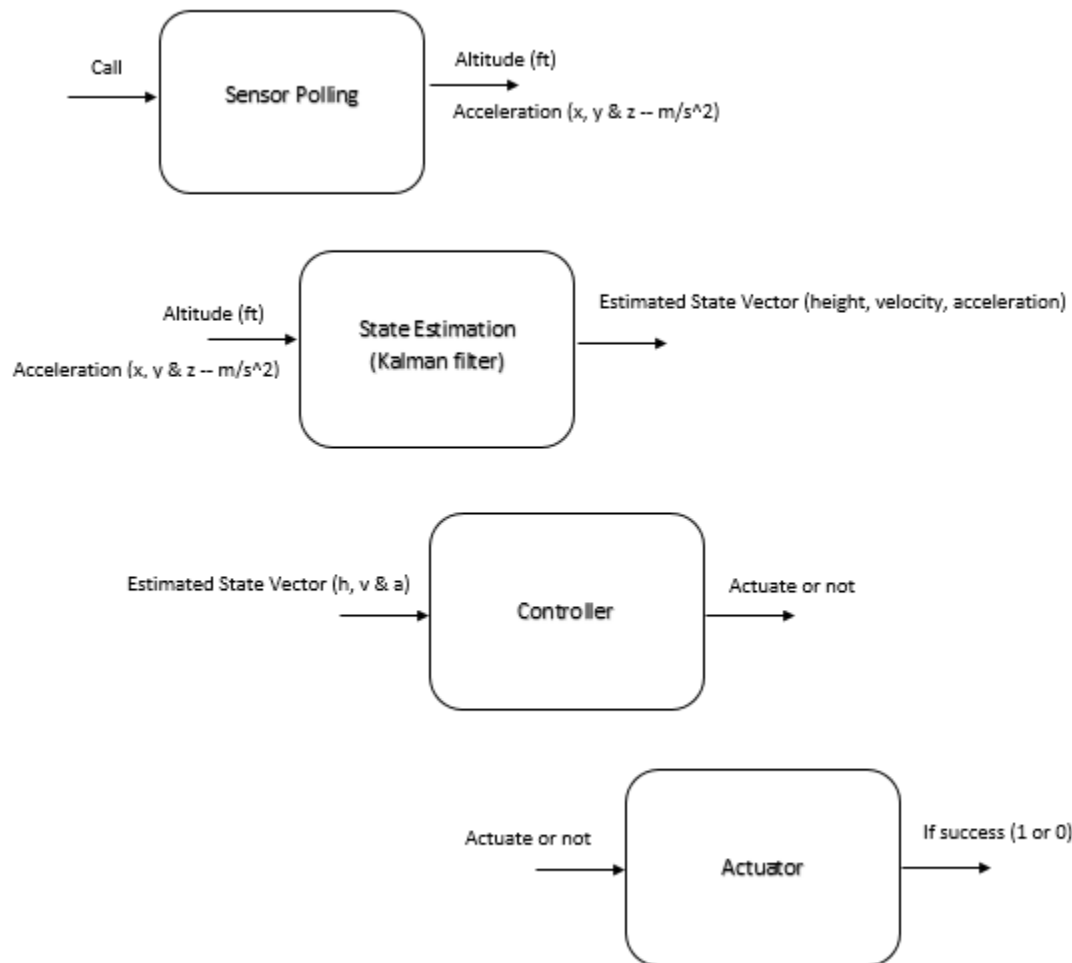 Call
Sensor Polling
Altitude (ft)
Acceleration (x, y & z -- m/s^2)
Altitude (ft)
Acceleration (x, y & z -- m/s^2)
State Estimation
(Kalman filter)
Estimated State Vector (height, velocity, acceleration)
Estimated State Vector (h, v & a)
Controller
Actuate or not
Actuate or not
Actuator
If success (1 or 0)